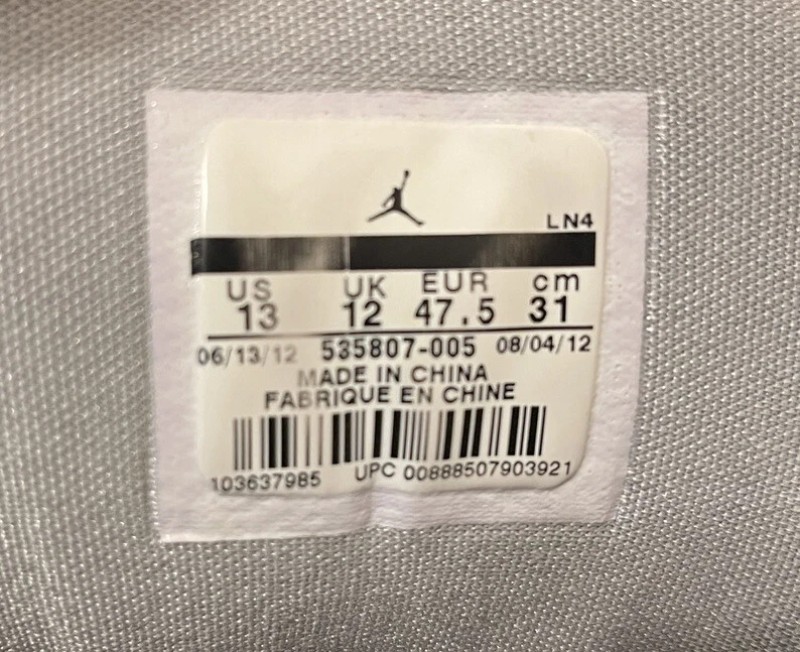 LN4
US UK EUR cm
13 12 47.5 31
06/13/12 535807-005 08/04/12
MADE IN CHINA
FABRIQUE EN CHINE
103637985 UPC 00888507903921